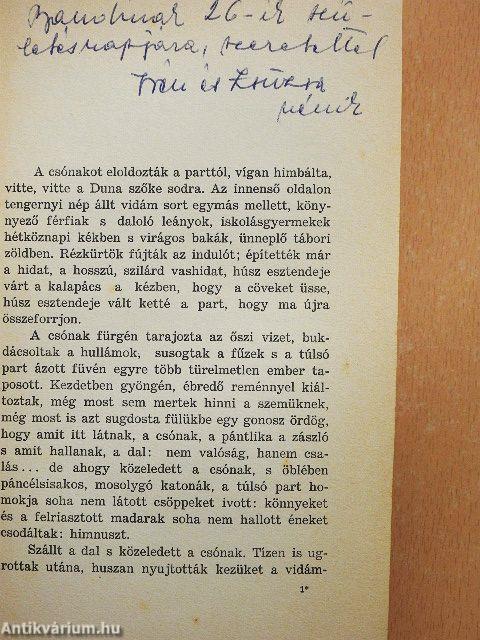 Bandinak 26-ik szü-
letésnapjára, szeretettel
Irén és Zsuzsa
nénik
A csónakot eloldozták a parttól, vígan himbálta,
vitte, vitte a Duna szőke sodra. Az innenső oldalon
tengernyi nép állt vidám sort egymás mellett, köny-
nyező férfiak s daloló leányok, iskolásgyermekek
hétköznapi kékben s virágos bakák, ünneplő tábori
zöldben. Rézkürtök fújták az indulót; építették már
a hidat, a hosszú, szilárd vashidat, húsz esztendeje
várt a kalapács a kézben, hogy a cöveket üsse,
húsz esztendeje vált ketté a part, hogy ma újra
összeforrjon.
A csónak fürgén tarajozta az őszi vizet, buk-
dácsoltak a hullámok, susogtak a fűzek s a túlsó
part ázott füvén egyre több türelmetlen ember ta-
posott. Kezdetben gyöngén, ébredő reménnyel kiál-
toztak, még most sem mertek hinni a szemüknek,
még most is azt sugdosta fülükbe egy gonosz ördög,
hogy amit itt látnak, a csónak, a pántlika a zászló
s amit hallanak, a dal: nem valóság, hanem csa-
lás... de ahogy közeledett a csónak, s öblében
páncélsisakos, mosolygó katonák, a túlsó part ho-
mokja soha nem látott csöppeket ivott: könnyeket
és a felriasztott madarak soha nem hallott éneket
csodáltak: himnuszt.
Szállt a dal s közeledett a csónak. Tízen is ug-
rottak utána, huszan nyujtották kezüket a vidám-
1*
Antikvárium.hu